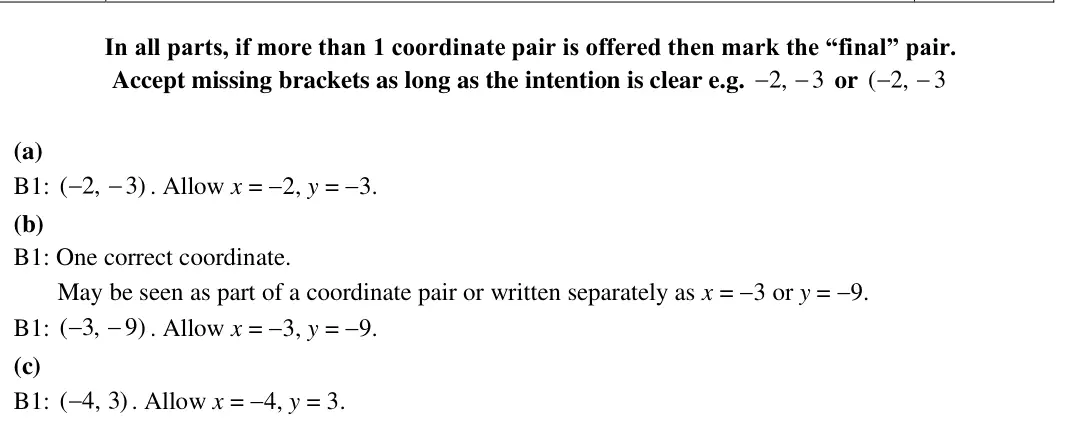 In all parts, if more than 1 coordinate pair is offered then mark the “final” pair.
Accept missing brackets as long as the intention is clear e.g. −2, −3 or (−2, −3
(a)
B1: (−2, −3). Allow x = –2, y = –3.
(b)
B1: One correct coordinate.
May be seen as part of a coordinate pair or written separately as x = –3 or y = –9.
B1: (−3, −9). Allow x = –3, y = –9.
(c)
B1: (−4, 3). Allow x = –4, y = 3.